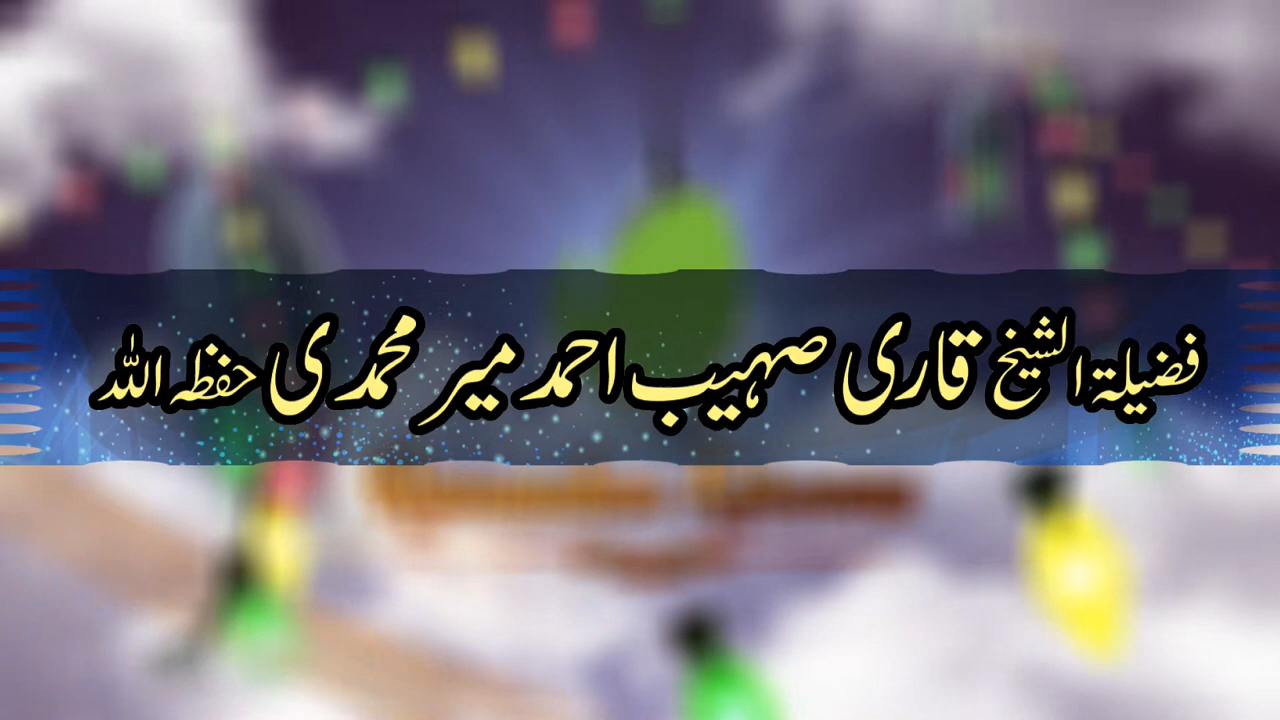 فضیلۃ الشیخ قاری صہیب احمد میر محمدی حفظہ اللہ